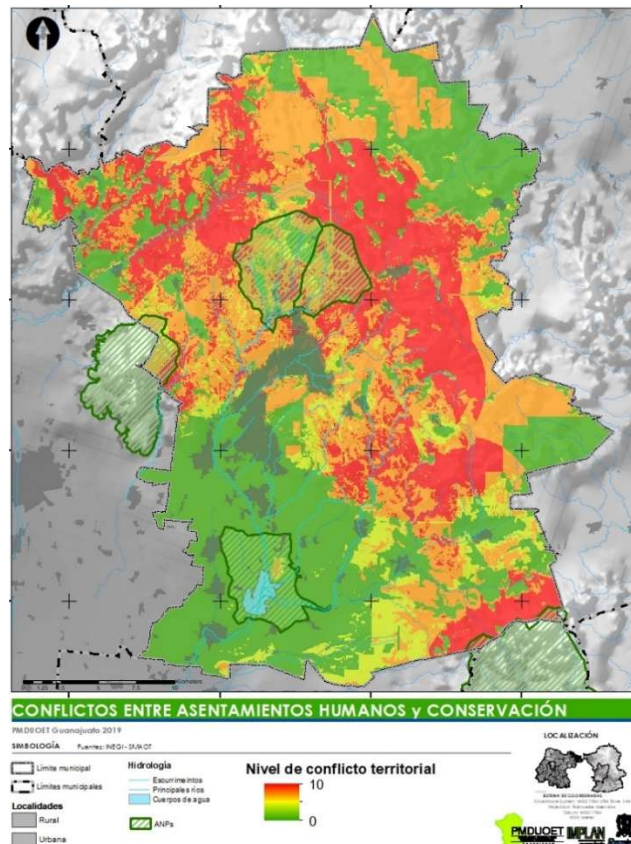 CONFLICTOS ENTRE ASENTAMIENTOS HUMANOS y CONSERVACIÓN
PMDUOET Guanajuato 2019
SIMBOLOGÍA Fuentes: INEGI - SMAOT
Límite municipal
Límites municipales
Localidades
Rural
Urbana
Hidrología
Escurrimientos
Principales ríos
Cuerpos de agua
ANPs
Nivel de conflicto territorial
10
0
LOCALIZACIÓN
PMDUOET IMPLAN